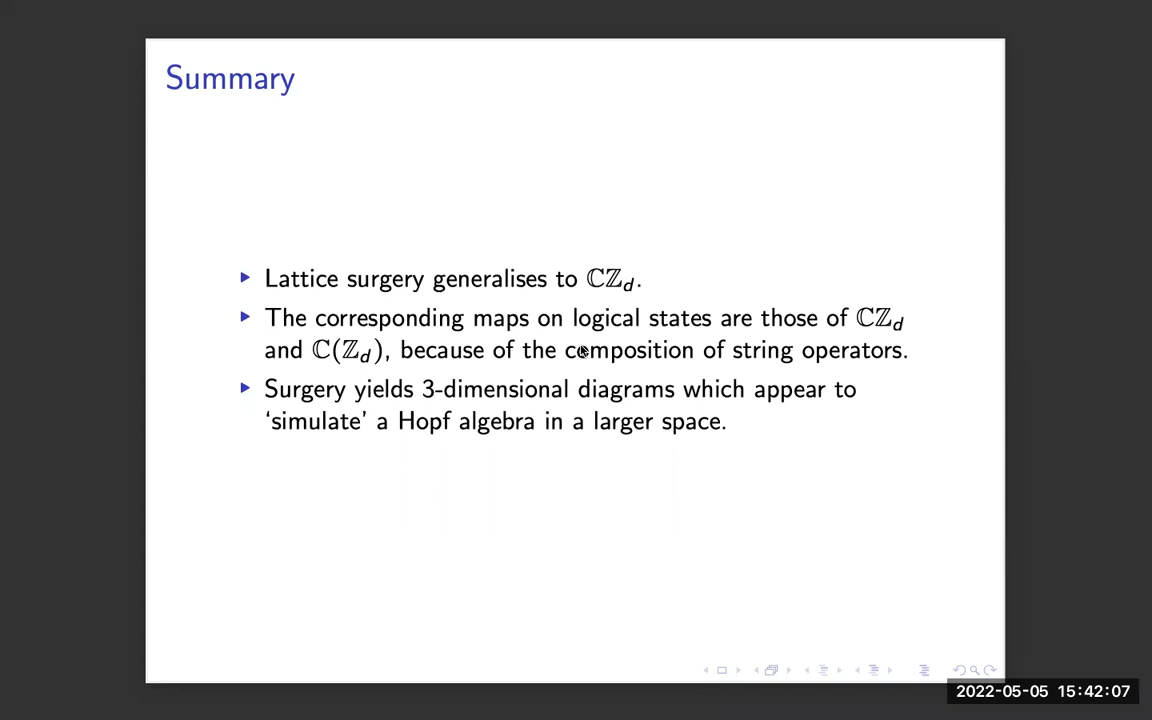 Summary
Lattice surgery generalises to ℂℤ_d.
The corresponding maps on logical states are those of ℂℤ_d
and ℂ(ℤ_d), because of the composition of string operators.
Surgery yields 3-dimensional diagrams which appear to
‘simulate’ a Hopf algebra in a larger space.
2022-05-05 15:42:07